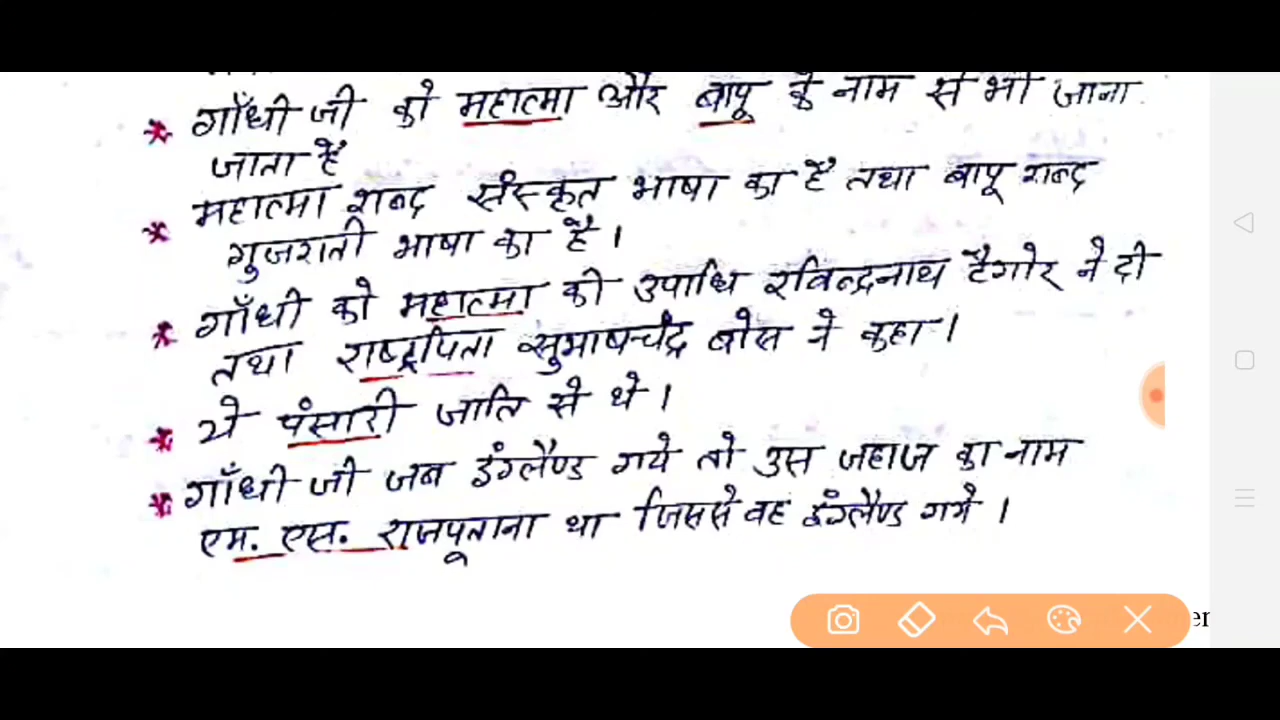 * गाँधी जी को महात्मा और बापू के नाम से भी जाना
जाता है
* महात्मा शब्द संस्कृत भाषा का है तथा बापू शब्द
गुजराती भाषा का है।
* गाँधी को महात्मा की उपाधि रविन्द्रनाथ टैगोर ने दी
तथा राष्ट्रपिता सुभाषचंद्र बोस ने कहा।
* ये पंसारी जाति से थे।
* गाँधी जी जब इंग्लैण्ड गये तो उस जहाज का नाम
एम. एस. राजपूताना था जिससे वह इंग्लैण्ड गये।